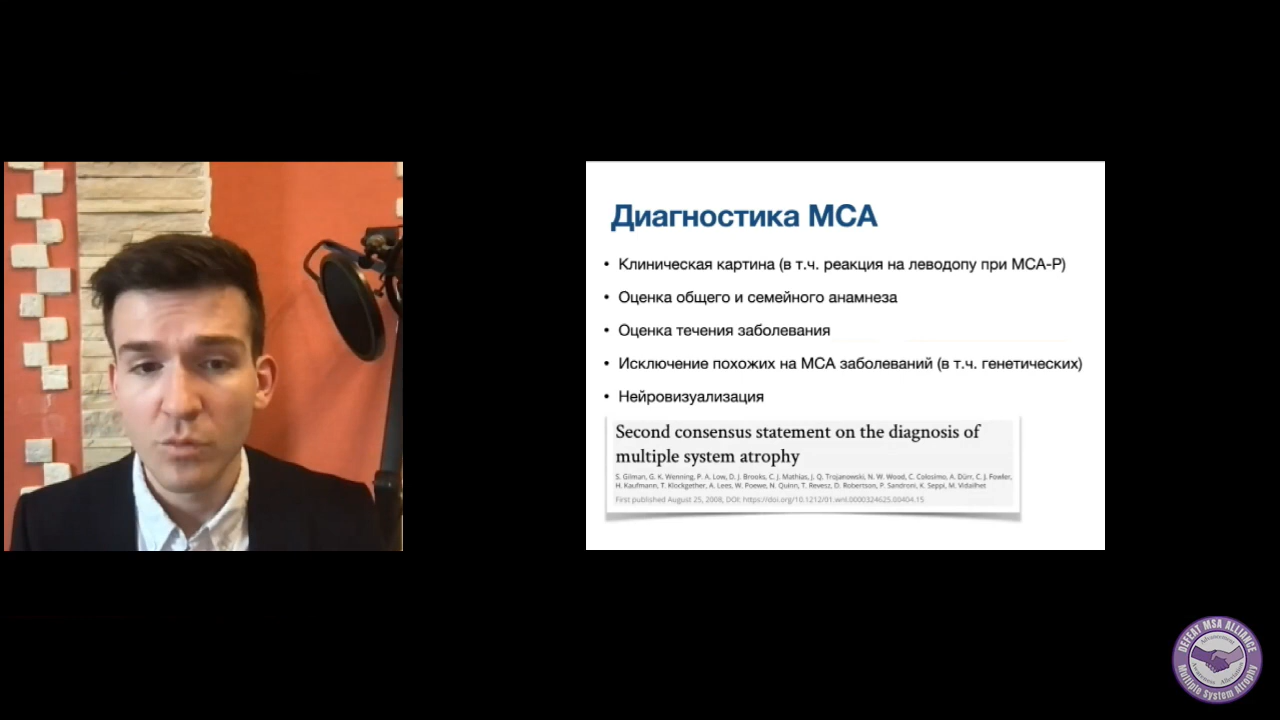 Диагностика МСА
• Клиническая картина (в т.ч. реакция на леводопу при МСА-Р)
• Оценка общего и семейного анамнеза
• Оценка течения заболевания
• Исключение похожих на МСА заболеваний (в т.ч. генетических)
• Нейровизуализация
Second consensus statement on the diagnosis of
multiple system atrophy
S. Gilman, G. K. Wenning, P. A. Low, D. J. Brooks, C. J. Mathias, J. Q. Trojanowski, N. W. Wood, C. Colosimo, A. Dürr, C. J. Fowler,
H. Kaufmann, T. Klockgether, A. Lees, W. Poewe, N. Quinn, T. Revesz, D. Robertson, P. Sandroni, K. Seppi, M. Vidailhet
First published August 25, 2008, DOI: https://doi.org/10.1212/01.wnl.0000324625.00404.15
DEFEAT MSA ALLIANCE
Advancement
Multiple System Atrophy